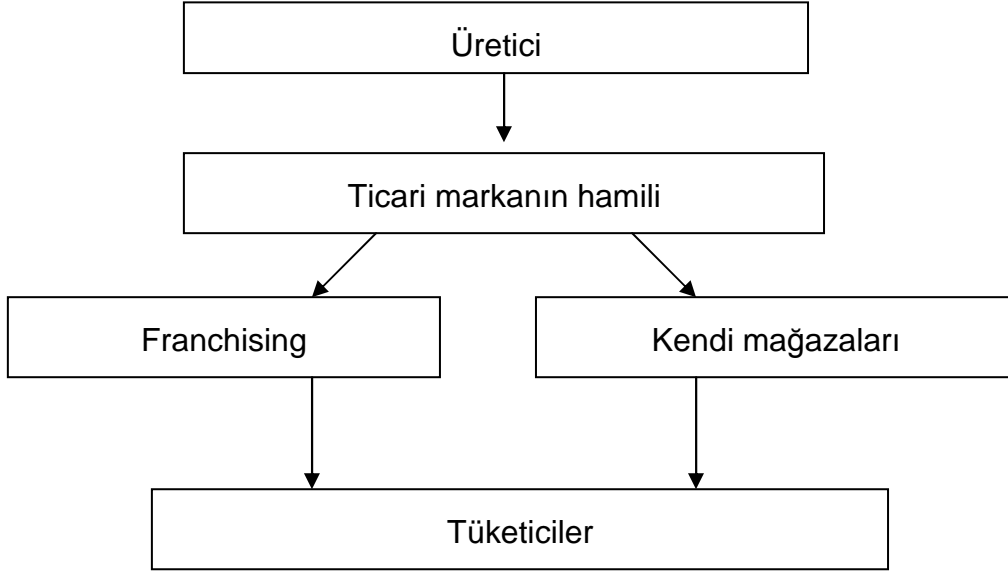 Üretici
Ticari markanın hamili
Franchising
Kendi mağazaları
Tüketiciler